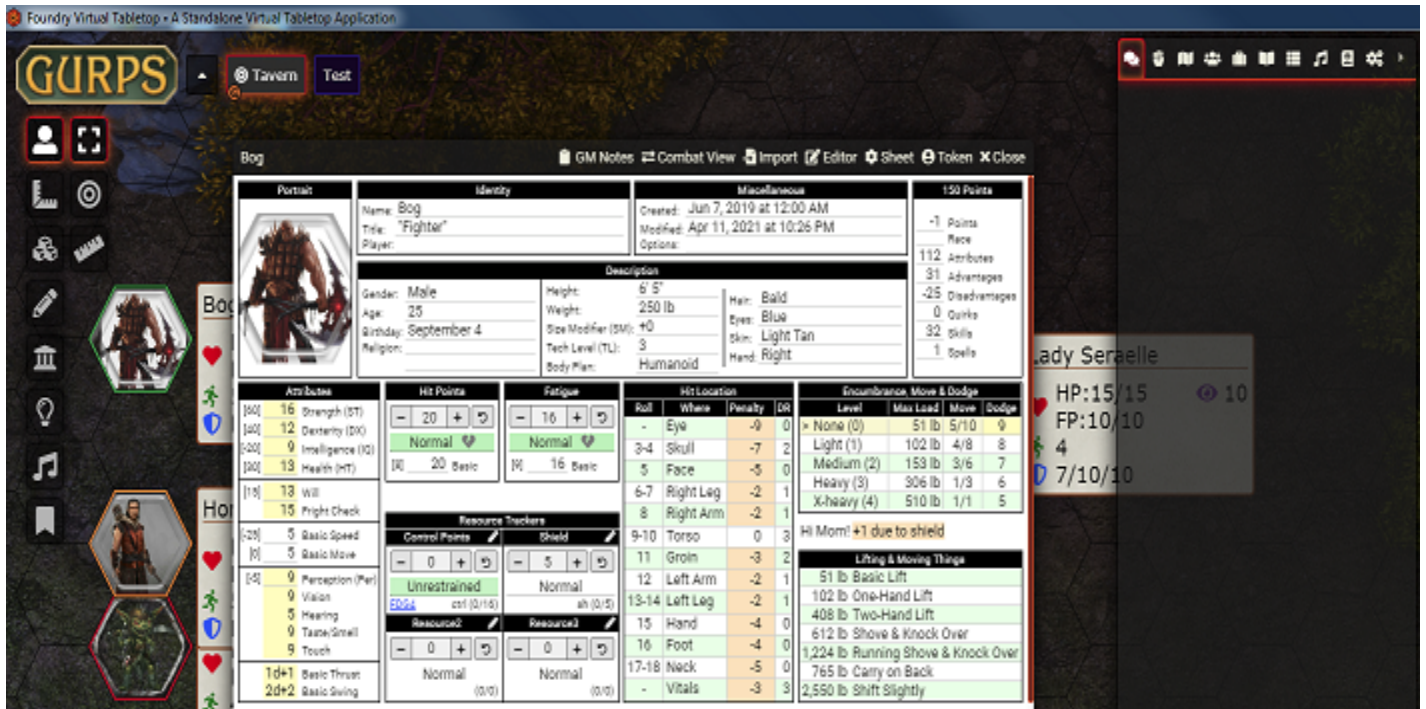 Foundry Virtual Tabletop • A Standalone Virtual Tabletop Application
GURPS
Tavern
Test
G
Bog
GM Notes Combat View Import Editor Sheet Token Close
Portrait
Identity
Name: Bog
Title: "Fighter"
Player:
Miscellaneous
Created: Jun 7, 2019 at 12:00 AM
Modified: Apr 11, 2021 at 10:26 PM
Options:
150 Points
-1 Points
Race
112 Attributes
31 Advantages
-25 Disadvantages
0 Quirks
32 Skills
1 Spells
Description
Gender: Male
Age: 25
Birthday: September 4
Religion:
Height: 6' 5"
Weight: 250 lb
Size Modifier (SM): +0
Tech Level (TL): 3
Body Plan: Humanoid
Hair: Bald
Eyes: Blue
Skin: Light Tan
Hand: Right
Attributes
[60] 16 Strength (ST)
[40] 12 Dexterity (DX)
[-20] 9 Intelligence (IQ)
[30] 13 Health (HT)
[15] 13 Will
15 Fright Check
[-25] 5 Basic Speed
[0] 5 Basic Move
[-5] 9 Perception (Per)
9 Vision
5 Hearing
9 Taste/Smell
9 Touch
1d+1 Basic Thrust
2d+2 Basic Swing
Hit Points
− 20 +
Normal
20 Basic
Fatigue
− 16 +
Normal
16 Basic
Resource Trackers
Control Points
− 0 +
Unrestrained
FDG4 ctrl (0/16)
Shield
− 5 +
Normal
sh (0/5)
Resource2
− 0 +
Normal
(0/0)
Resource3
− 0 +
Normal
(0/0)
Hit Location
Roll Where Penalty DR
- Eye -9 0
3-4 Skull -7 2
5 Face -5 0
6-7 Right Leg -2 1
8 Right Arm -2 1
9-10 Torso 0 3
11 Groin -3 2
12 Left Arm -2 1
13-14 Left Leg -2 1
15 Hand -4 0
16 Foot -4 0
17-18 Neck -5 0
- Vitals -3 3
Encumbrance, Move & Dodge
Level Max Load Move Dodge
» None (0) 51 lb 5/10 9
Light (1) 102 lb 4/8 8
Medium (2) 153 lb 3/6 7
Heavy (3) 306 lb 1/3 6
X-heavy (4) 510 lb 1/1 5
Hi Mom! +1 due to shield
Lifting & Moving Things
51 lb Basic Lift
102 lb One-Hand Lift
408 lb Two-Hand Lift
612 lb Shove & Knock Over
1,224 lb Running Shove & Knock Over
765 lb Carry on Back
2,550 lb Shift Slightly
Bog
Hor
Lady Seraelle
HP:15/15 10
FP:10/10
4
7/10/10